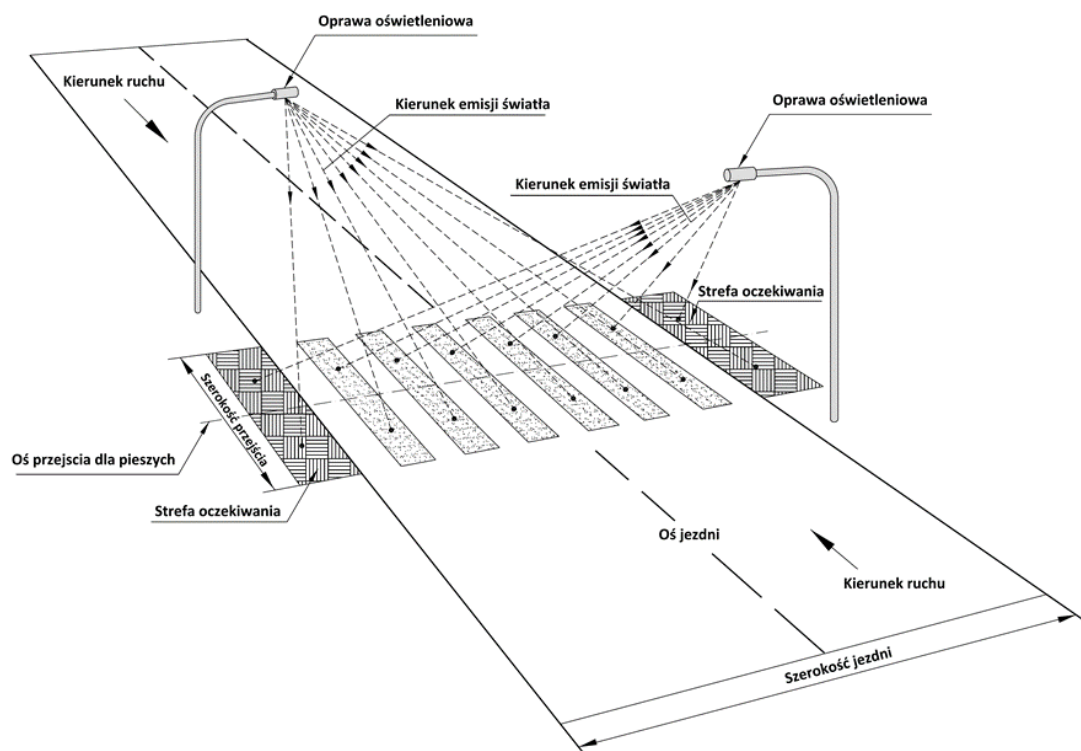 Oprawa oświetleniowa
Kierunek ruchu
Kierunek emisji światła
Oprawa oświetleniowa
Kierunek emisji światła
Strefa oczekiwania
Szerokość przejścia
Oś przejscia dla pieszych
Strefa oczekiwania
Oś jezdni
Kierunek ruchu
Szerokość jezdni